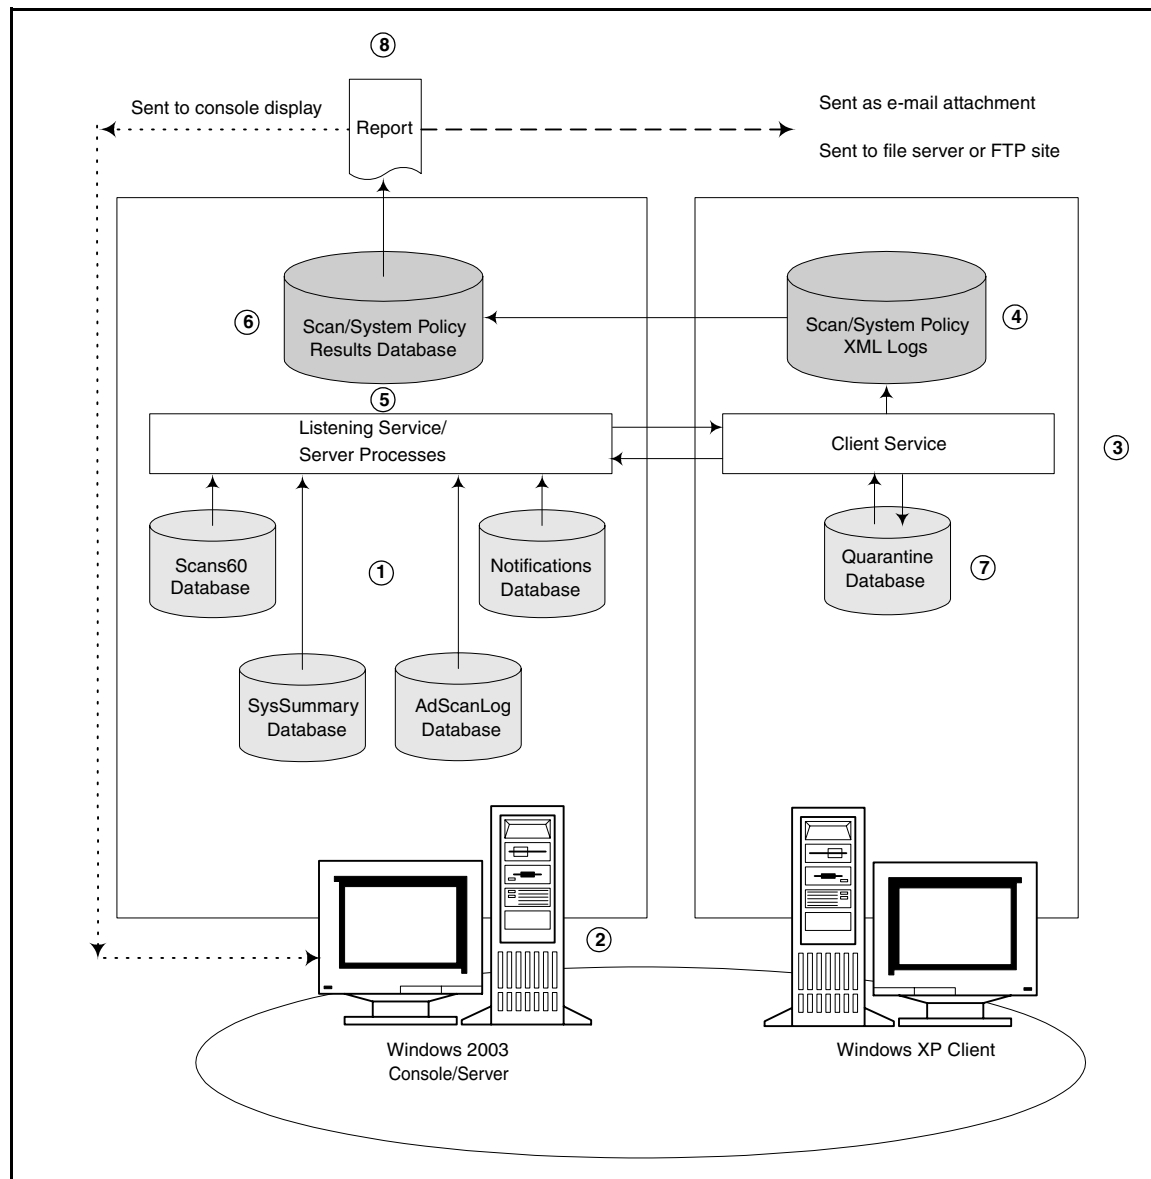 8
Sent to console display
Report
Sent as e-mail attachment
Sent to file server or FTP site
6
Scan/System Policy
Results Database
Scan/System Policy
XML Logs
4
5
Listening Service/
Server Processes
Client Service
3
Scans60
Database
1
Notifications
Database
Quarantine
Database
7
SysSummary
Database
AdScanLog
Database
2
Windows 2003
Console/Server
Windows XP Client